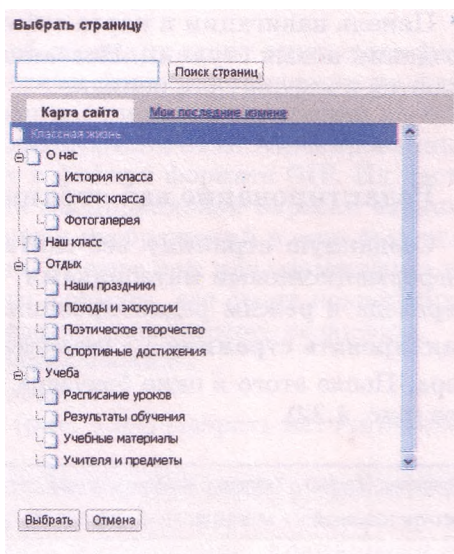 Выбрать страницу
Поиск страниц
Карта сайта Мои последние измене
Классная жизнь
О нас
История класса
Список класса
Фотогалерея
Наш класс
Отдых
Наши праздники
Походы и экскурсии
Поэтическое творчество
Спортивные достижения
Учеба
Расписание уроков
Результаты обучения
Учебные материалы
Учителя и предметы
Выбрать Отмена